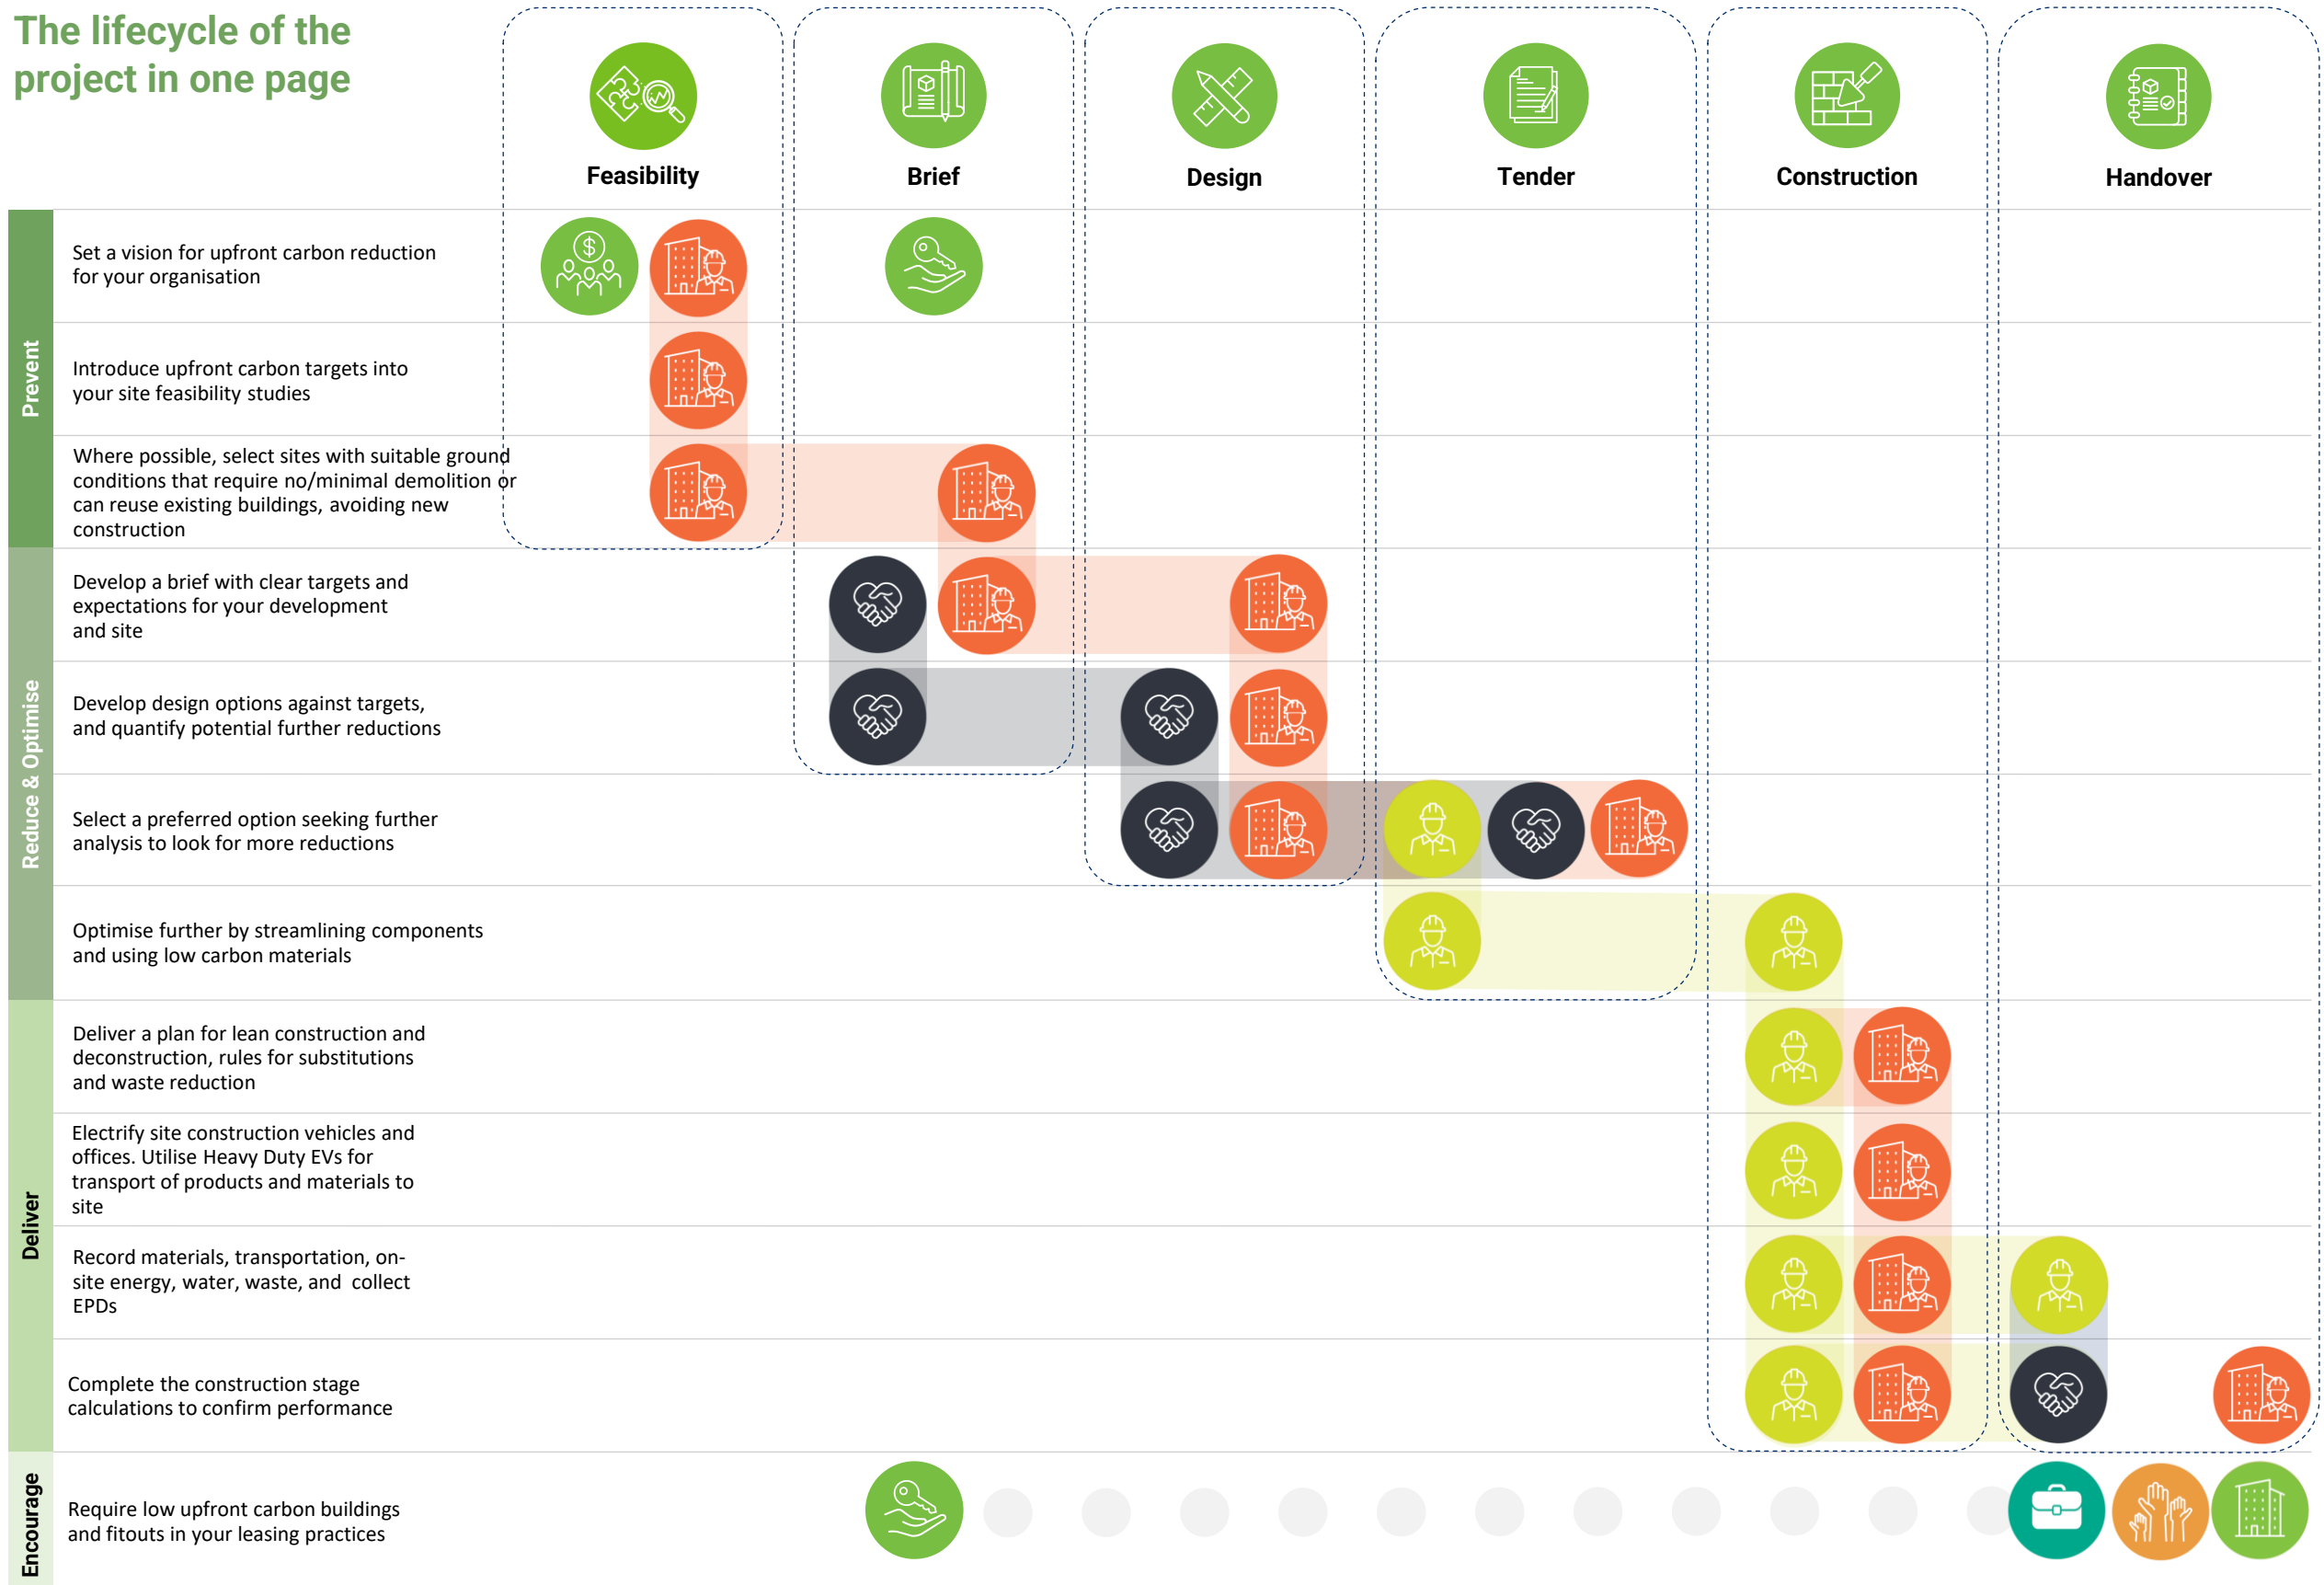 The lifecycle of the
project in one page
Feasibility
Brief
Design
Tender
Construction
Handover
Prevent
Set a vision for upfront carbon reduction
for your organisation
Introduce upfront carbon targets into
your site feasibility studies
Where possible, select sites with suitable ground
conditions that require no/minimal demolition or
can reuse existing buildings, avoiding new
construction
Reduce & Optimise
Develop a brief with clear targets and
expectations for your development
and site
Develop design options against targets,
and quantify potential further reductions
Select a preferred option seeking further
analysis to look for more reductions
Optimise further by streamlining components
and using low carbon materials
Deliver
Deliver a plan for lean construction and
deconstruction, rules for substitutions
and waste reduction
Electrify site construction vehicles and
offices. Utilise Heavy Duty EVs for
transport of products and materials to
site
Record materials, transportation, on-
site energy, water, waste, and  collect
EPDs
Complete the construction stage
calculations to confirm performance
Encourage
Require low upfront carbon buildings
and fitouts in your leasing practices